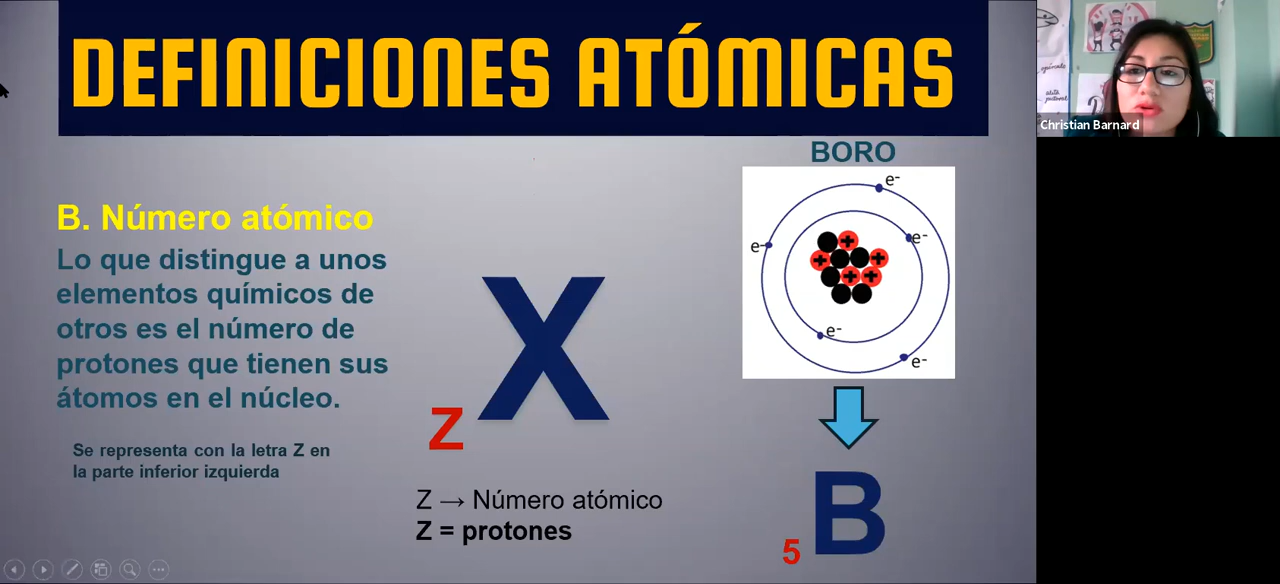 DEFINICIONES ATÓMICAS
B. Número atómico
Lo que distingue a unos
elementos químicos de
otros es el número de
protones que tienen sus
átomos en el núcleo.
Se representa con la letra Z en
la parte inferior izquierda
X
Z
Z → Número atómico
Z = protones
BORO
e-
e-
e-
e-
e-
B
5
Christian Barnard